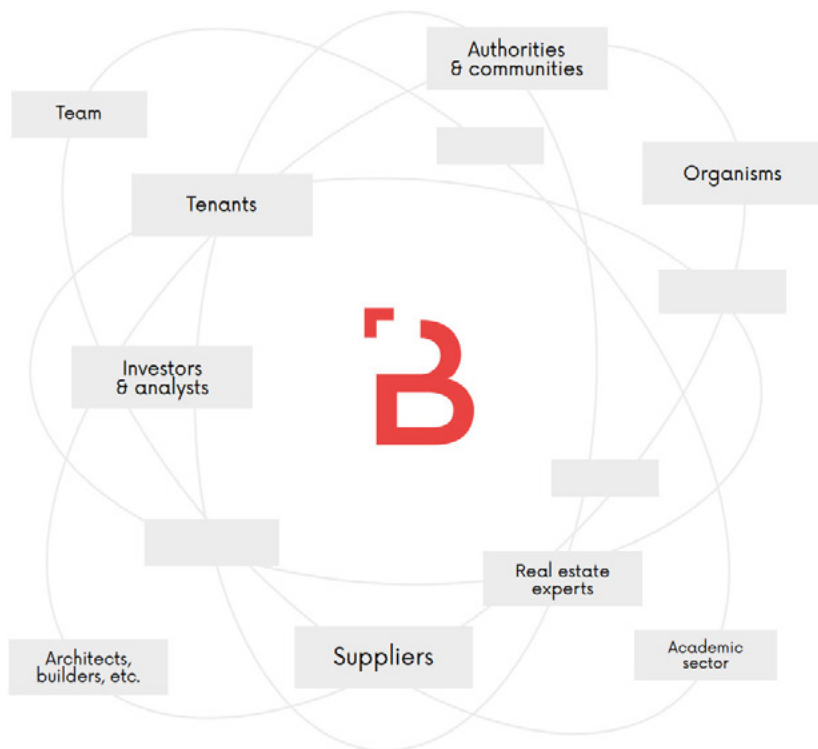 Authorities
& communities
Team
Organisms
Tenants
Investors
& analysts
B
Real estate
experts
Suppliers
Academic
sector
Architects,
builders, etc.